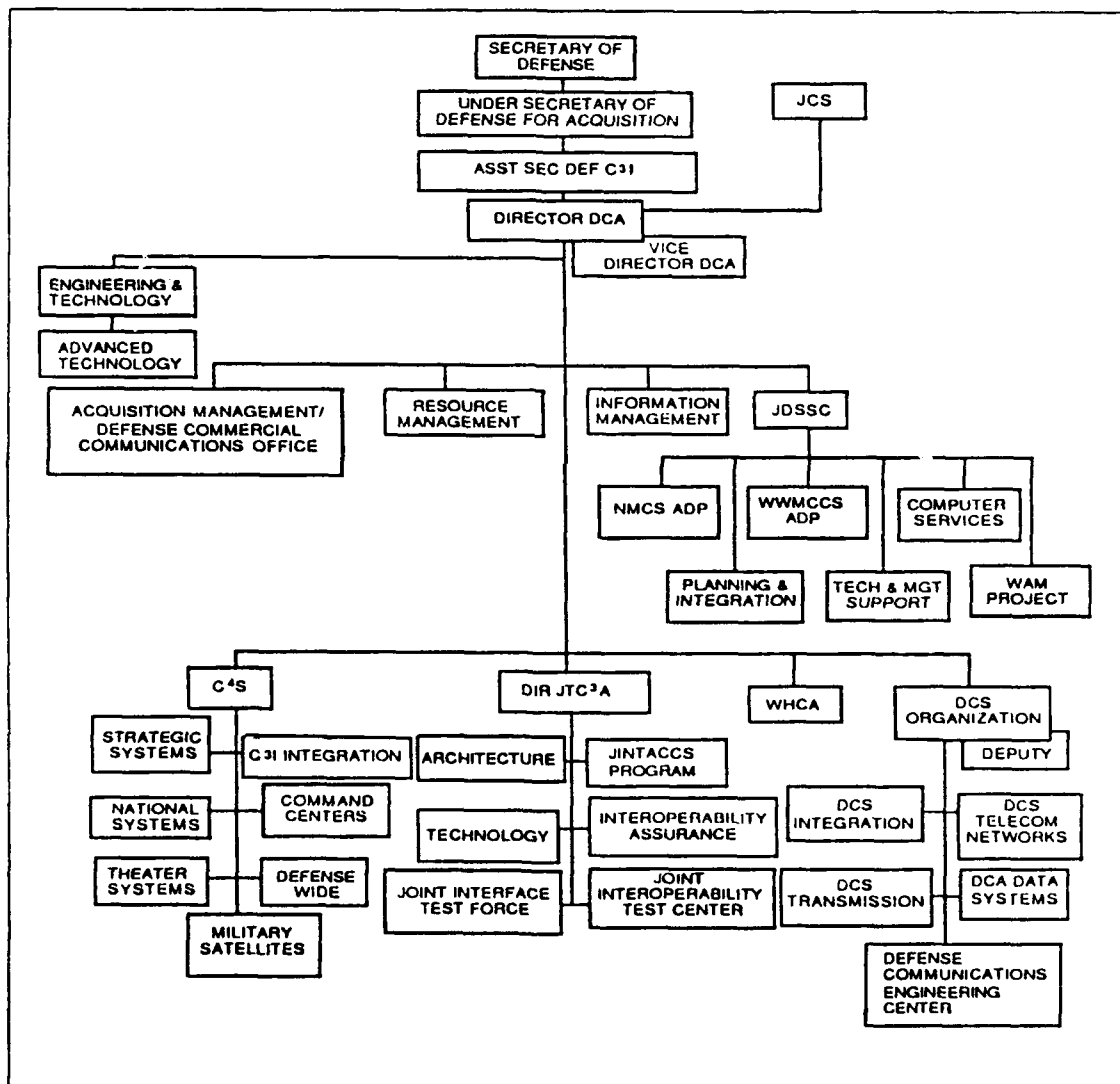 SECRETARY OF
DEFENSE
UNDER SECRETARY OF
DEFENSE FOR ACQUISITION
JCS
ASST SEC DEF C³I
DIRECTOR DCA
VICE
DIRECTOR DCA
ENGINEERING &
TECHNOLOGY
ADVANCED
TECHNOLOGY
ACQUISITION MANAGEMENT/
DEFENSE COMMERCIAL
COMMUNICATIONS OFFICE
RESOURCE
MANAGEMENT
INFORMATION
MANAGEMENT
JDSSC
NMCS ADP
WWMCCS
ADP
COMPUTER
SERVICES
PLANNING &
INTEGRATION
TECH & MGT
SUPPORT
WAM
PROJECT
C⁴S
DIR JTC³A
WHCA
DCS
ORGANIZATION
DEPUTY
STRATEGIC
SYSTEMS
C³I INTEGRATION
NATIONAL
SYSTEMS
COMMAND
CENTERS
THEATER
SYSTEMS
DEFENSE
WIDE
MILITARY
SATELLITES
ARCHITECTURE
JINTACCS
PROGRAM
TECHNOLOGY
INTEROPERABILITY
ASSURANCE
JOINT INTERFACE
TEST FORCE
JOINT
INTEROPERABILITY
TEST CENTER
DCS
INTEGRATION
DCS
TELECOM
NETWORKS
DCS
TRANSMISSION
DCA DATA
SYSTEMS
DEFENSE
COMMUNICATIONS
ENGINEERING
CENTER